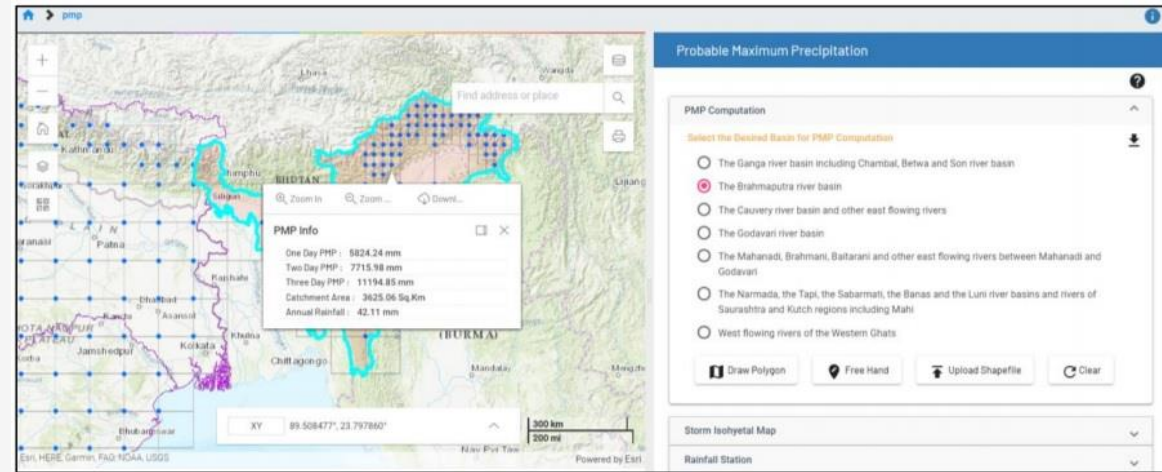 pmp
Lhasa
Find address or place
Kathmandu
Thimphu
BHUTAN
Siliguri
Patna
Rajshahi
Dhanbad
Asansol
Jamshedpur
Kolkata
Khulna
Chittagong
(BURMA)
Mandalay
Bhubaneswar
Zoom In
Zoom ...
Downl...
PMP Info
One Day PMP : 5824.24 mm
Two Day PMP : 7715.98 mm
Three Day PMP : 11194.85 mm
Catchment Area : 3625.06 Sq.Km
Annual Rainfall : 42.11 mm
XY 89.508477°, 23.797860°
300 km
200 mi
Esri, HERE, Garmin, FAO, NOAA, USGS
Powered by Esri
Probable Maximum Precipitation
PMP Computation
Select the Desired Basin for PMP Computation
The Ganga river basin including Chambal, Betwa and Son river basin
The Brahmaputra river basin
The Cauvery river basin and other east flowing rivers
The Godavari river basin
The Mahanadi, Brahmani, Baitarani and other east flowing rivers between Mahanadi and
Godavari
The Narmada, the Tapi, the Sabarmati, the Banas and the Luni river basins and rivers of
Saurashtra and Kutch regions including Mahi
West flowing rivers of the Western Ghats
Draw Polygon Free Hand Upload Shapefile Clear
Storm Isohyetal Map
Rainfall Station